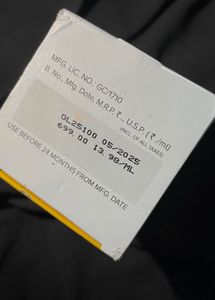 MFG. LIC. NO.: GC/1710
B. No., Mfg. Date, M.R.P. ₹, U.S.P. (₹ /ml)
(INCL. OF ALL TAXES)
GL25100 05/2025
699.00 13.98/ML
USE BEFORE 24 MONTHS FROM MFG. DATE